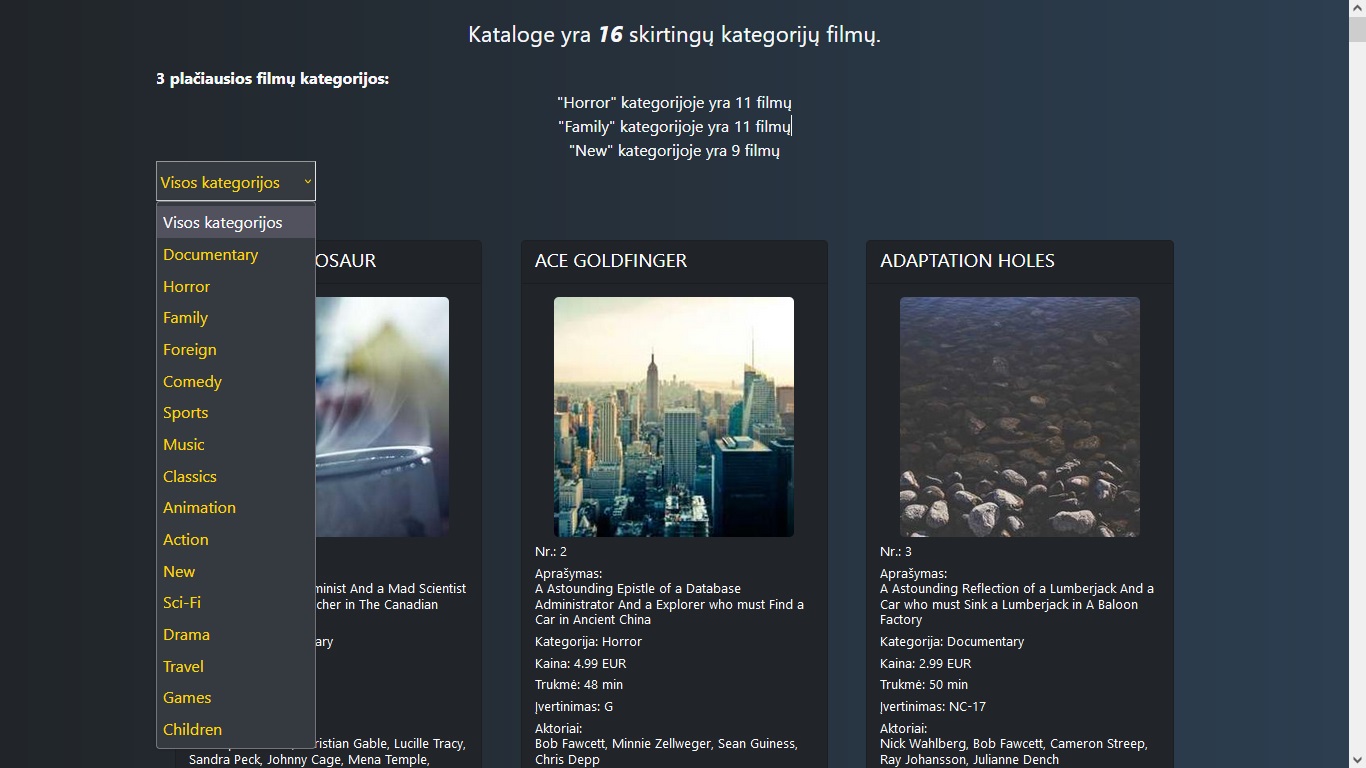 Kataloge yra 16 skirtingų kategorijų filmų.
3 plačiausios filmų kategorijos:
"Horror" kategorijoje yra 11 filmų
"Family" kategorijoje yra 11 filmų
"New" kategorijoje yra 9 filmų
Visos kategorijos
Visos kategorijos
Documentary
Horror
Family
Foreign
Comedy
Sports
Music
Classics
Animation
Action
New
Sci-Fi
Drama
Travel
Games
Children
OSAUR
minist And a Mad Scientist
cher in The Canadian
ary
ristian Gable, Lucille Tracy,
Sandra Peck, Johnny Cage, Mena Temple,
ACE GOLDFINGER
Nr.: 2
Aprašymas:
A Astounding Epistle of a Database
Administrator And a Explorer who must Find a
Car in Ancient China
Kategorija: Horror
Kaina: 4.99 EUR
Trukmė: 48 min
Įvertinimas: G
Aktoriai:
Bob Fawcett, Minnie Zellweger, Sean Guiness,
Chris Depp
ADAPTATION HOLES
Nr.: 3
Aprašymas:
A Astounding Reflection of a Lumberjack And a
Car who must Sink a Lumberjack in A Baloon
Factory
Kategorija: Documentary
Kaina: 2.99 EUR
Trukmė: 50 min
Įvertinimas: NC-17
Aktoriai:
Nick Wahlberg, Bob Fawcett, Cameron Streep,
Ray Johansson, Julianne Dench